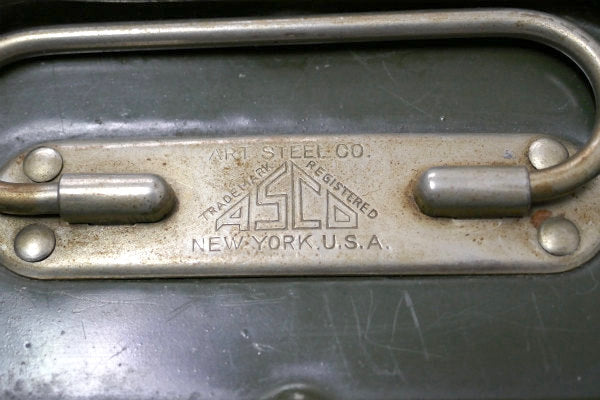 ART STEEL CO.
TRADEMARK REGISTERED
ASCO
NEW YORK. U.S.A.